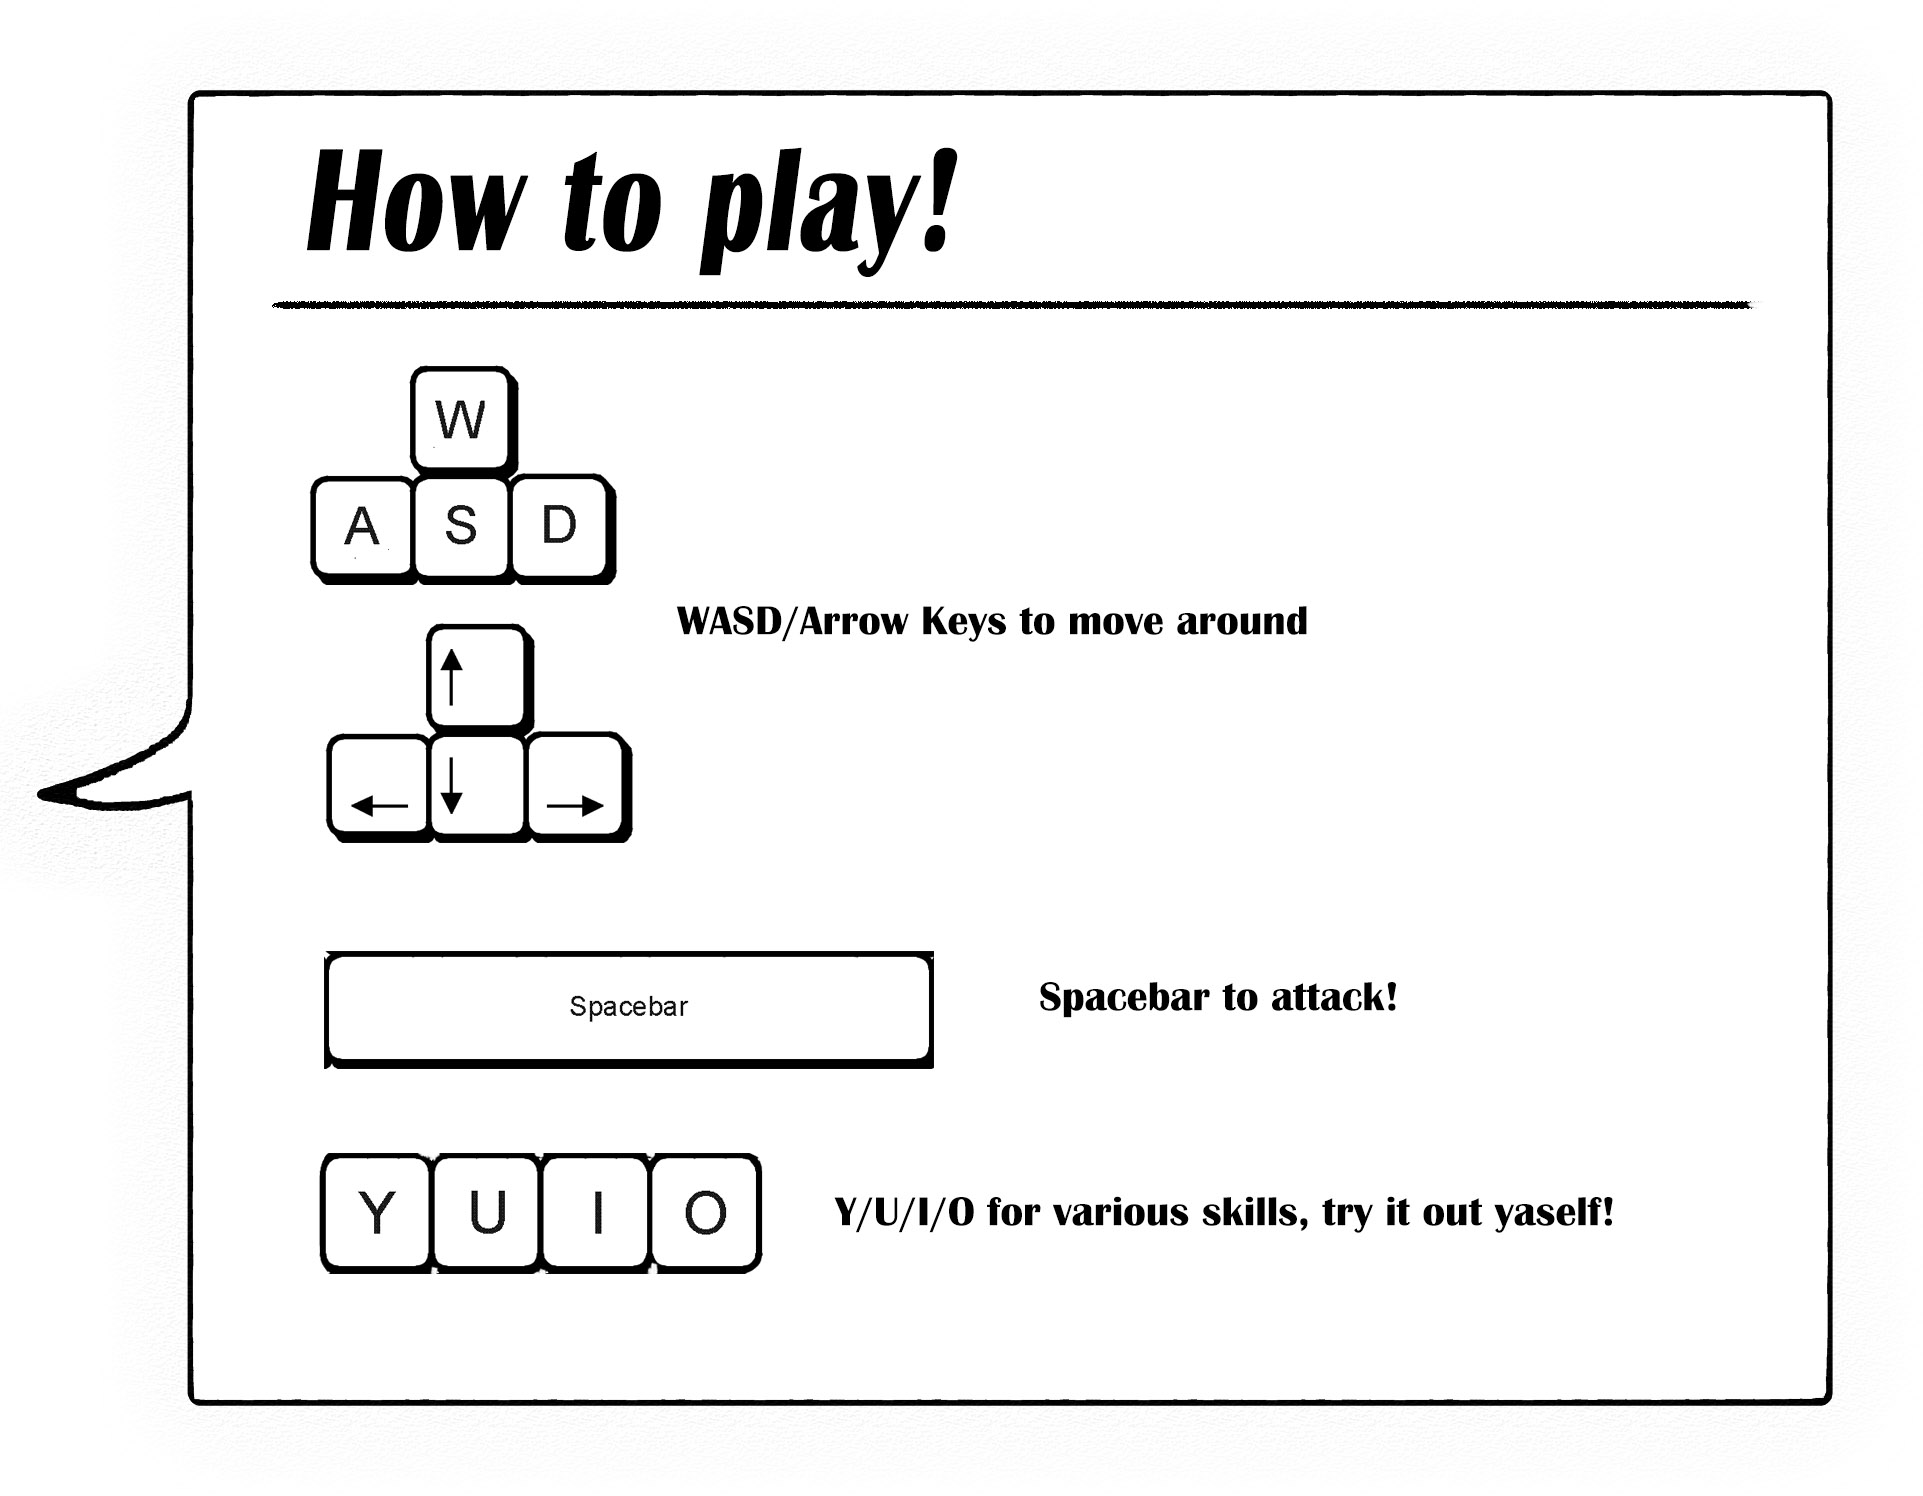 How to play!
W
A S D
WASD/Arrow Keys to move around
↑
← ↓ →
Spacebar
Spacebar to attack!
Y U I O
Y/U/I/O for various skills, try it out yaself!